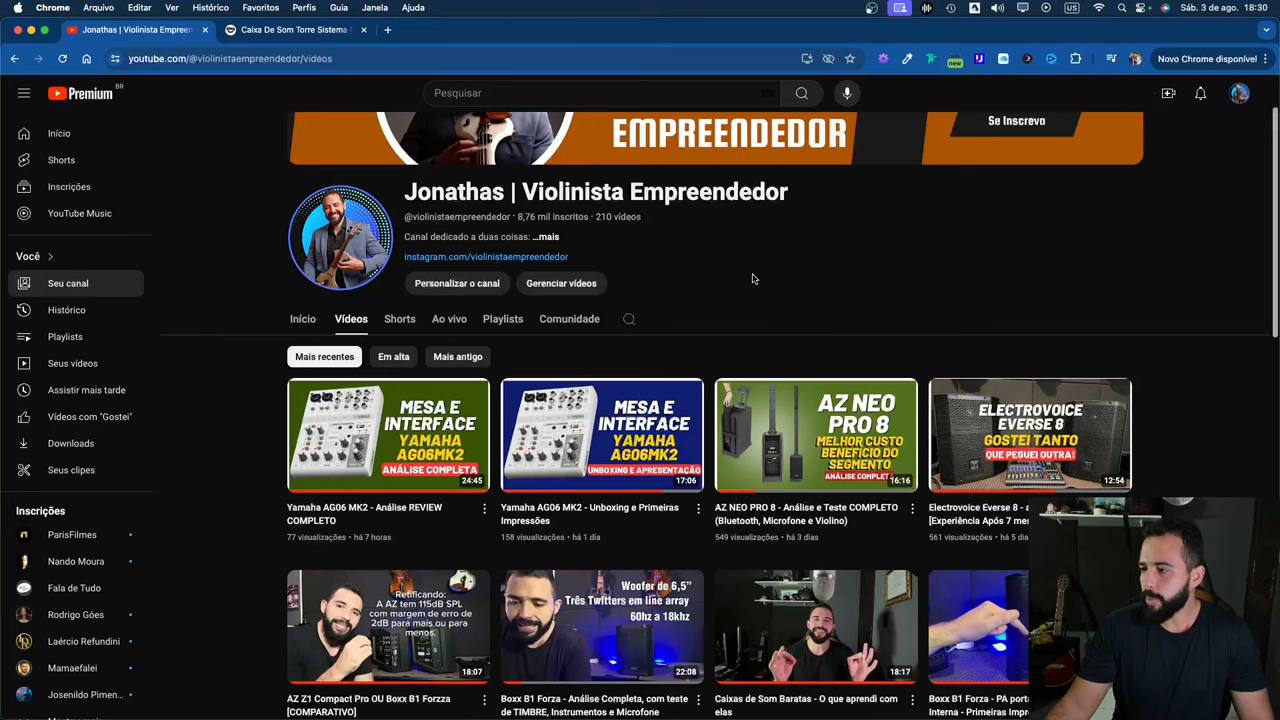 Chrome Arquivo Editar Ver Histórico Favoritos Perfis Guia Janela Ajuda
US
Sáb. 3 de ago. 18:30
Jonathas | Violinista Empreen
Caixa De Som Torre Sistema
youtube.com/@violinistaempreendedor/videos
new
Novo Chrome disponível
Premium BR
Pesquisar
EMPREENDEDOR
Se Inscreva
Início
Shorts
Inscrições
YouTube Music
Você
Seu canal
Histórico
Playlists
Seus vídeos
Assistir mais tarde
Vídeos com "Gostei"
Downloads
Seus clipes
Inscrições
ParisFilmes
Nando Moura
Fala de Tudo
Rodrigo Góes
Laércio Refundini
Mamaefalei
Josenildo Pimen...
Jonathas | Violinista Empreendedor
@violinistaempreendedor · 8,76 mil inscritos · 210 vídeos
Canal dedicado a duas coisas: ...mais
instagram.com/violinistaempreendedor
Personalizar o canal
Gerenciar vídeos
Início Vídeos Shorts Ao vivo Playlists Comunidade
Mais recentes
Em alta
Mais antigo
MESA E
INTERFACE
YAMAHA
AG06MK2
ANÁLISE COMPLETA
24:45
Yamaha AG06 MK2 - Análise REVIEW
COMPLETO
77 visualizações · há 7 horas
MESA E
INTERFACE
YAMAHA
AG06MK2
UNBOXING E APRESENTAÇÃO
17:06
Yamaha AG06 MK2 - Unboxing e Primeiras
Impressões
158 visualizações · há 1 dia
AZ NEO
PRO 8
MELHOR CUSTO
BENEFÍCIO DO
SEGMENTO
ANÁLISE COMPLET
16:16
AZ NEO PRO 8 - Análise e Teste COMPLETO
(Bluetooth, Microfone e Violino)
549 visualizações · há 3 dias
ELECTROVOICE
EVERSE 8
GOSTEI TANTO
QUE PEGUEI OUTRA!
12:54
Electrovoice Everse 8 - a
[Experiência Após 7 mes
561 visualizações · há 5 dia
Retificando:
A AZ tem 115dB SPL
com margem de erro de
2dB para mais ou para
menos.
18:07
AZ Z1 Compact Pro OU Boxx B1 Forzza
[COMPARATIVO]
Woofer de 6,5”
Três Twitters em line array
60hz a 18khz
22:08
Boxx B1 Forza - Análise Completa, com teste
de TIMBRE, Instrumentos e Microfone
18:17
Caixas de Som Baratas - O que aprendi com
elas
Boxx B1 Forza - PA porta
Interna - Primeiras Impr